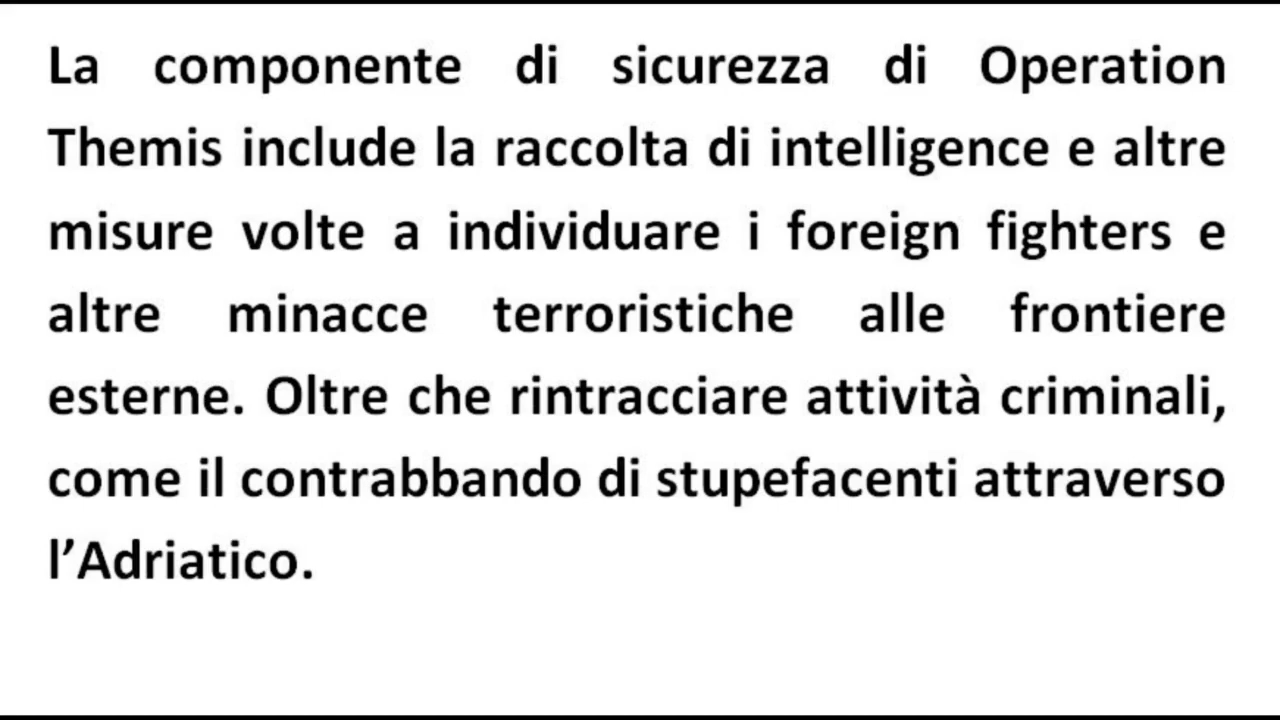 La componente di sicurezza di Operation
Themis include la raccolta di intelligence e altre
misure volte a individuare i foreign fighters e
altre minacce terroristiche alle frontiere
esterne. Oltre che rintracciare attività criminali,
come il contrabbando di stupefacenti attraverso
l’Adriatico.